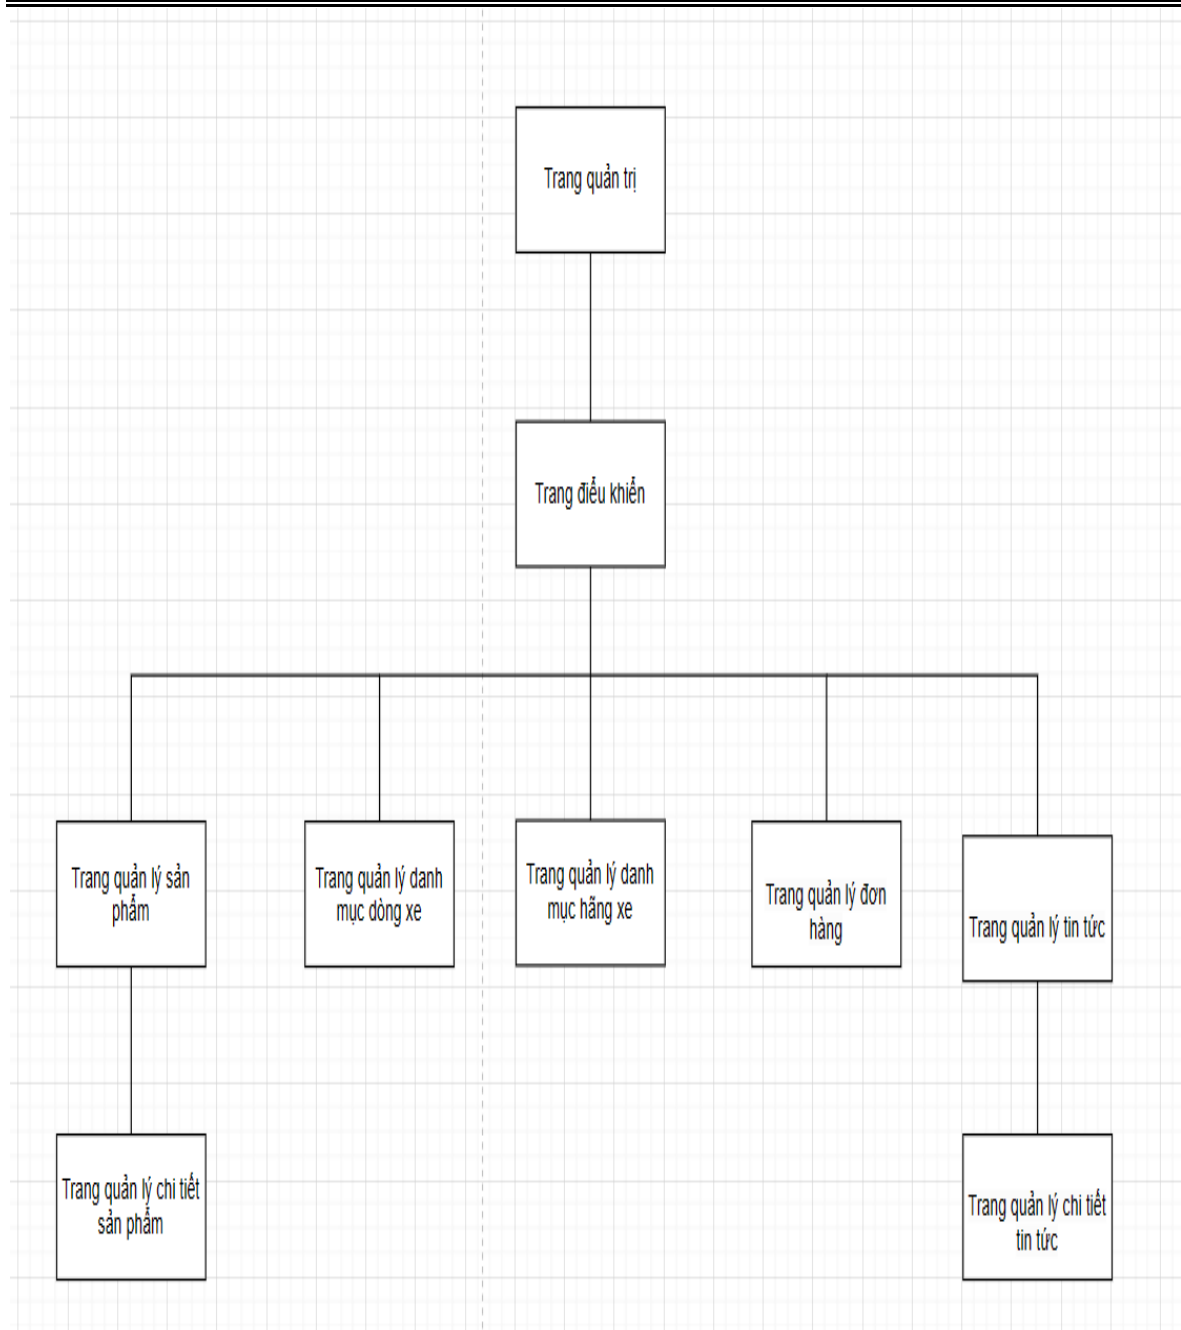 Trang quản trị
Trang điểu khiển
Trang quản lý sản
phẩm
Trang quản lý danh
mục dòng xe
Trang quản lý danh
mục hãng xe
Trang quản lý đơn
hàng
Trang quản lý tin tức
Trang quản lý chi tiết
sản phẩm
Trang quản lý chi tiết
tin tức